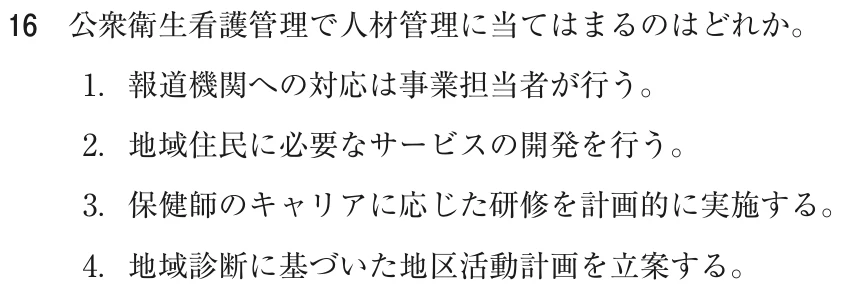 16 公衆衛生看護管理で人材管理に当てはまるのはどれか。
1. 報道機関への対応は事業担当者が行う。
2. 地域住民に必要なサービスの開発を行う。
3. 保健師のキャリアに応じた研修を計画的に実施する。
4. 地域診断に基づいた地区活動計画を立案する。